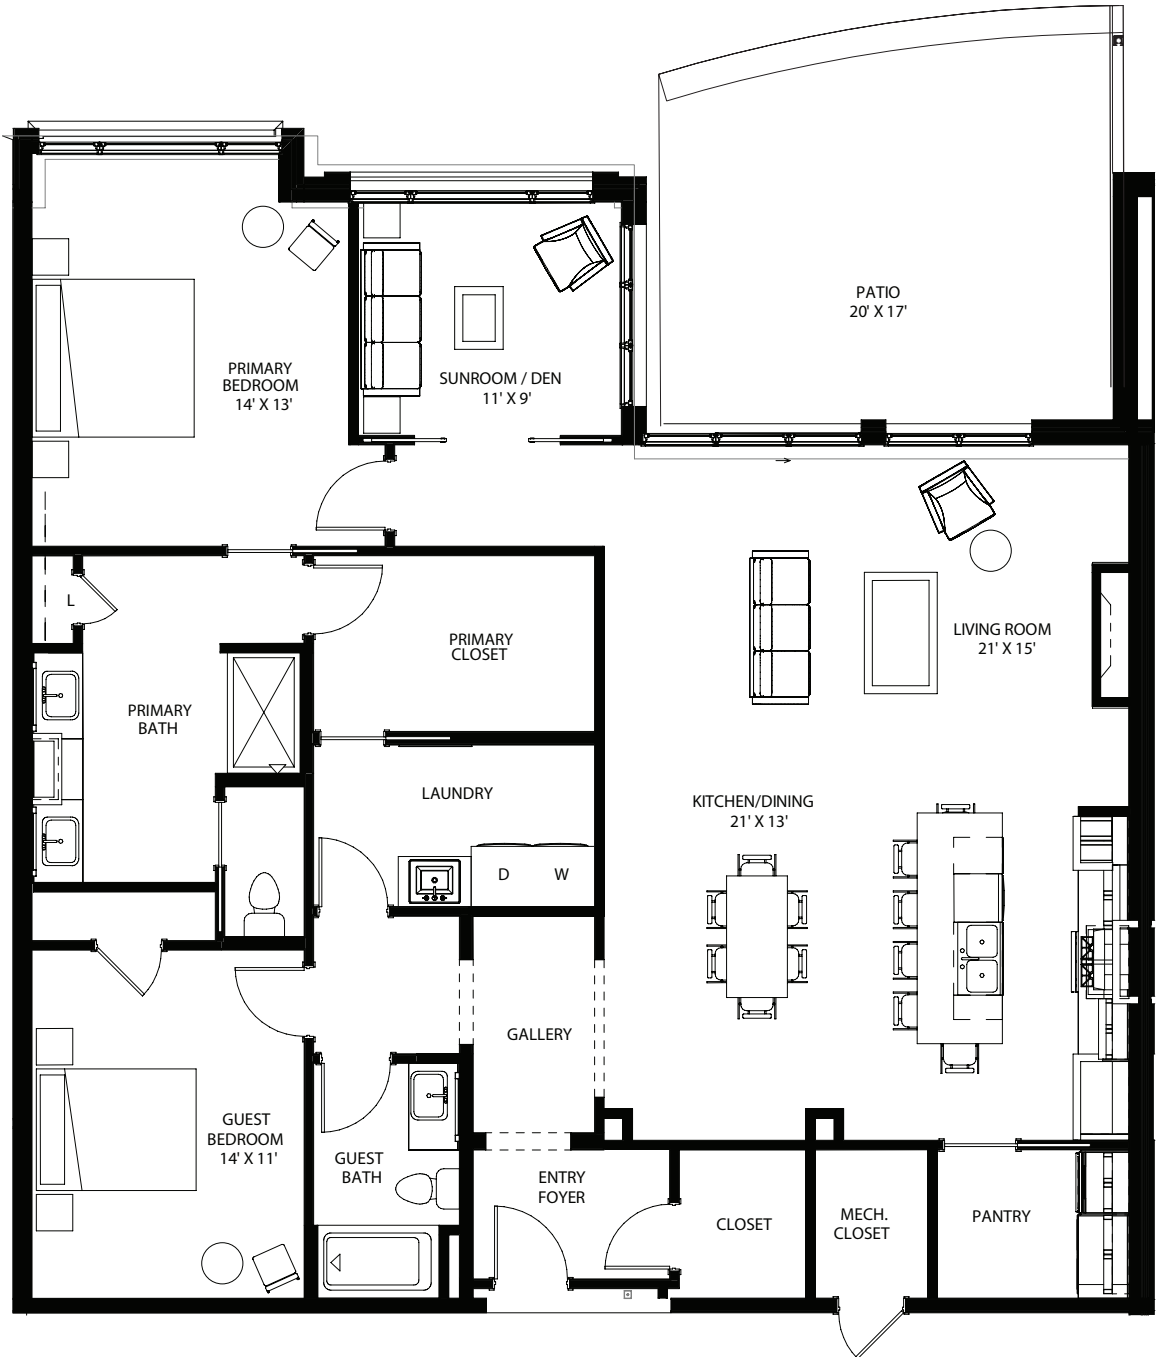 PATIO
20' X 17'
PRIMARY
BEDROOM
14' X 13'
SUNROOM / DEN
11' X 9'
L
PRIMARY
CLOSET
LIVING ROOM
21' X 15'
PRIMARY
BATH
LAUNDRY
KITCHEN/DINING
21' X 13'
D
W
GALLERY
GUEST
BEDROOM
14' X 11'
GUEST
BATH
ENTRY
FOYER
CLOSET
MECH.
CLOSET
PANTRY